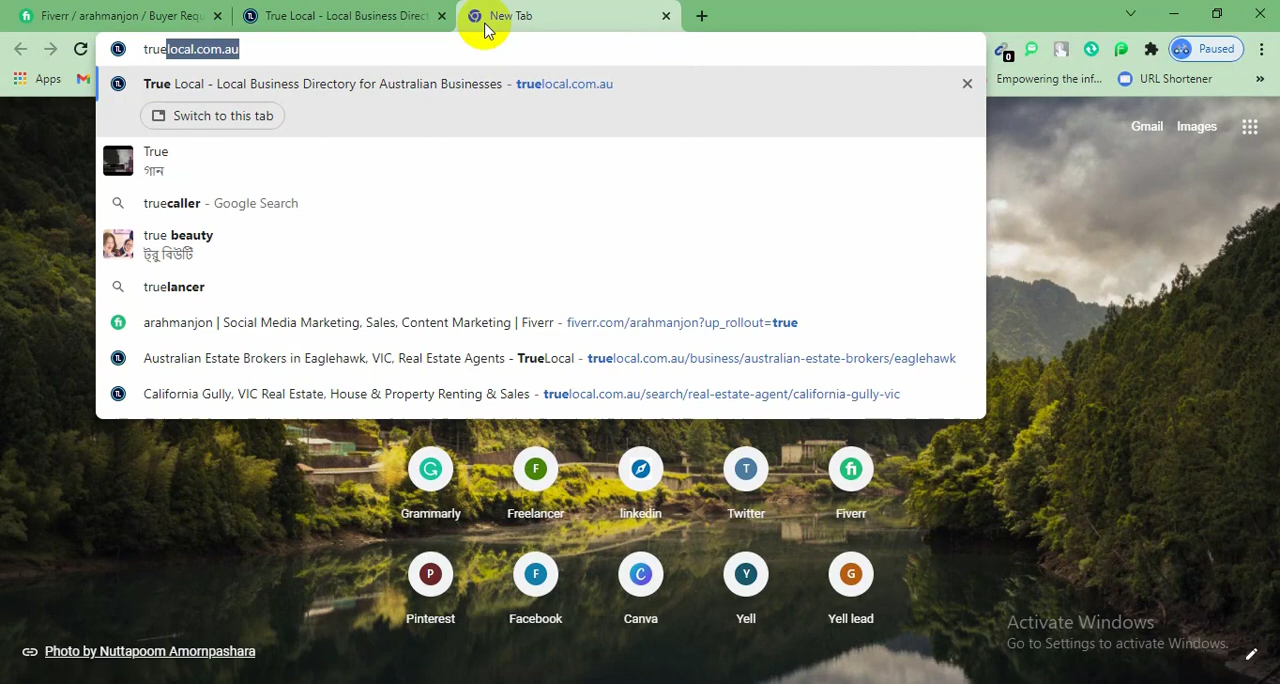 Fiverr / arahmanjon / Buyer Requ
True Local - Local Business Direct
New Tab
truelocal.com.au
Paused
0
Apps
Empowering the inf...
URL Shortener
»
True Local - Local Business Directory for Australian Businesses - truelocal.com.au
Switch to this tab
True
গান
truecaller - Google Search
true beauty
ট্রু বিউটি
truelancer
arahmanjon | Social Media Marketing, Sales, Content Marketing | Fiverr - fiverr.com/arahmanjon?up_rollout=true
Australian Estate Brokers in Eaglehawk, VIC, Real Estate Agents - TrueLocal - truelocal.com.au/business/australian-estate-brokers/eaglehawk
California Gully, VIC Real Estate, House & Property Renting & Sales - truelocal.com.au/search/real-estate-agent/california-gully-vic
Gmail Images
Grammarly
F
Freelancer
linkedin
T
Twitter
fi
Fiverr
P
Pinterest
F
Facebook
Canva
Y
Yell
G
Yell lead
Activate Windows
Go to Settings to activate Windows.
Photo by Nuttapoom Amornpashara